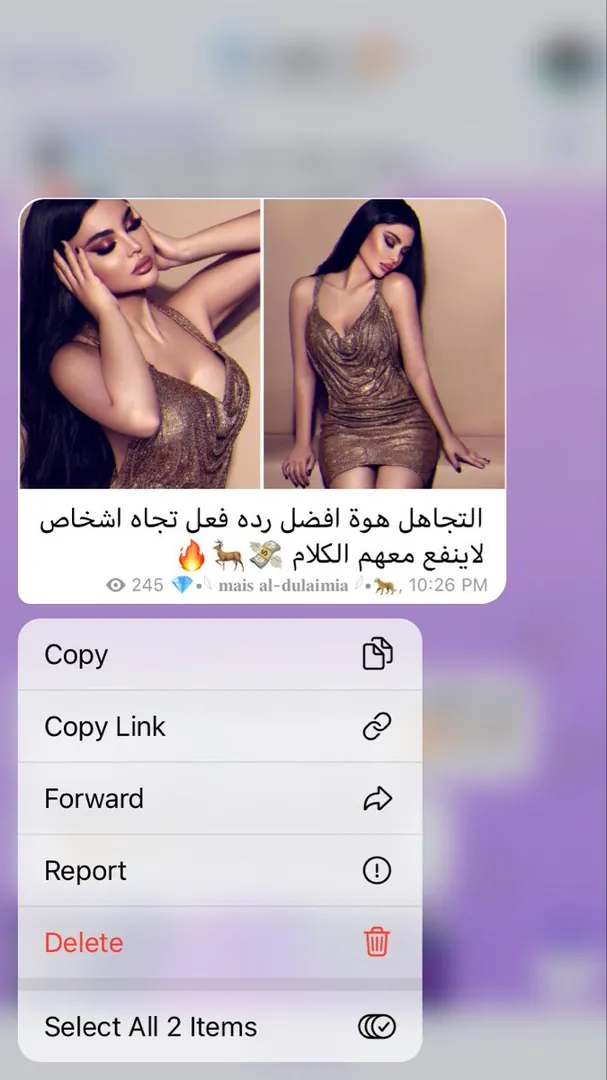 التجاهل هوة افضل رده فعل تجاه اشخاص
لاينفع معهم الكلام 💸🦌🔥
245 💎• mais al-dulaimia •🐆, 10:26 PM
Copy
Copy Link
Forward
Report
Delete
Select All 2 Items